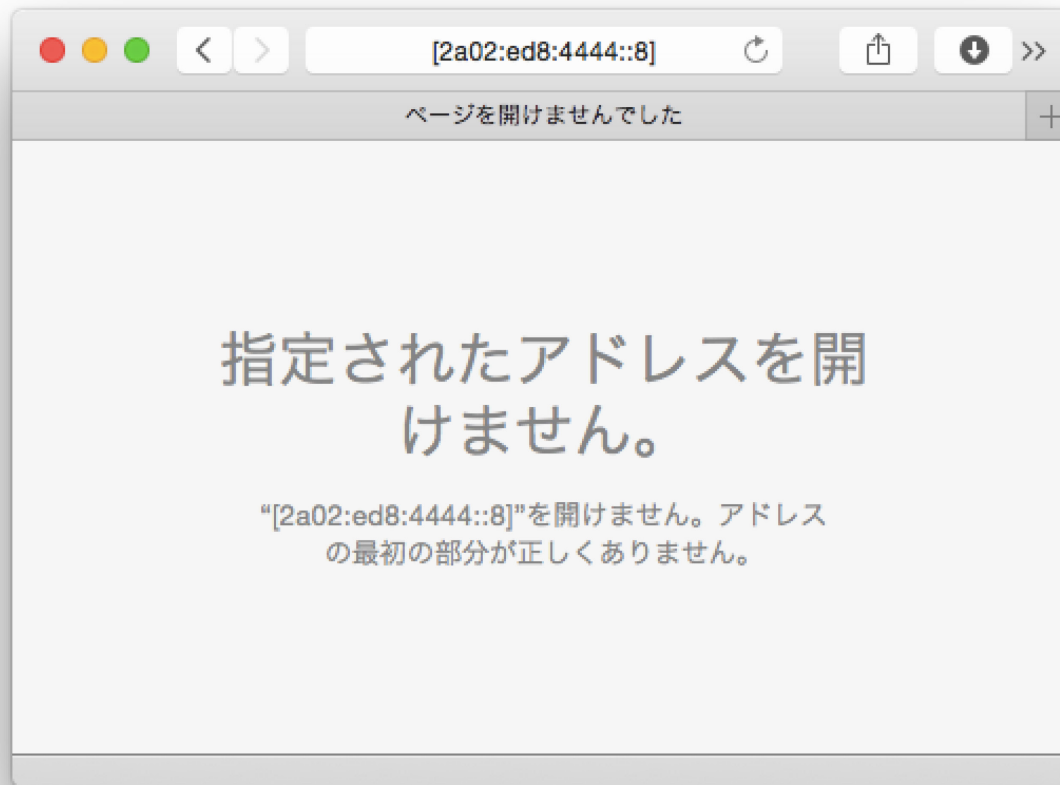 [2a02:ed8:4444::8]
ページを開けませんでした
指定されたアドレスを開
けません。
“[2a02:ed8:4444::8]”を開けません。アドレス
の最初の部分が正しくありません。